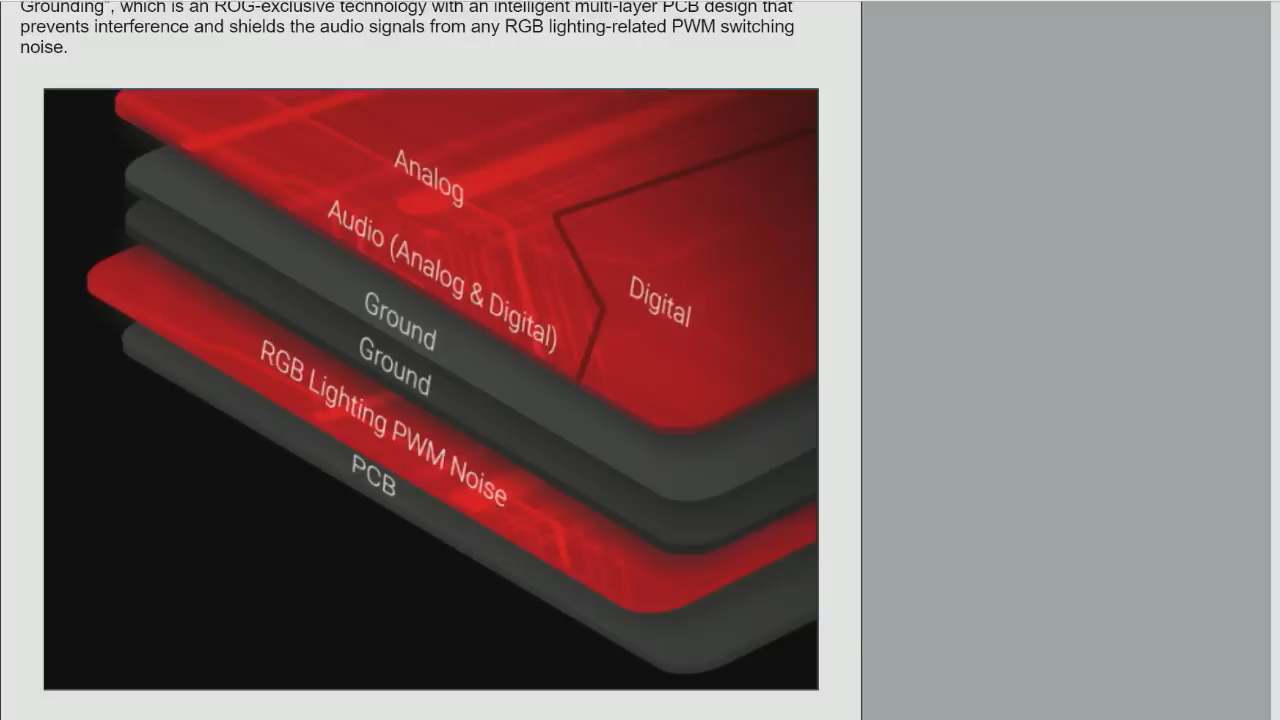 Grounding", which is an ROG-exclusive technology with an intelligent multi-layer PCB design that
prevents interference and shields the audio signals from any RGB lighting-related PWM switching
noise.
Analog
Audio (Analog & Digital)
Digital
Ground
Ground
RGB Lighting PWM Noise
PCB